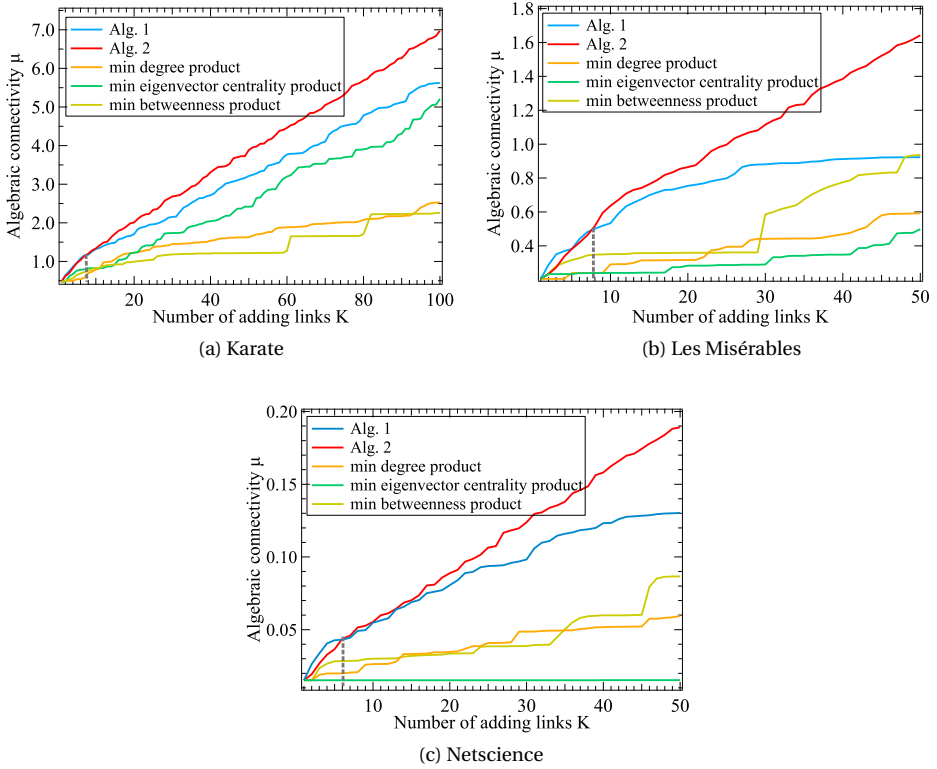 Alg. 1
Alg. 2
min degree product
min eigenvector centrality product
min betweenness product
Algebraic connectivity μ
7.0
6.0
5.0
4.0
3.0
2.0
1.0
20 40 60 80 100
Number of adding links K
(a) Karate
Alg. 1
Alg. 2
min degree product
min eigenvector centrality product
min betweenness product
Algebraic connectivity μ
1.8
1.6
1.4
1.2
1.0
0.8
0.6
0.4
10 20 30 40 50
Number of adding links K
(b) Les Misérables
Alg. 1
Alg. 2
min degree product
min eigenvector centrality product
min betweenness product
Algebraic connectivity μ
0.20
0.15
0.10
0.05
10 20 30 40 50
Number of adding links K
(c) Netscience